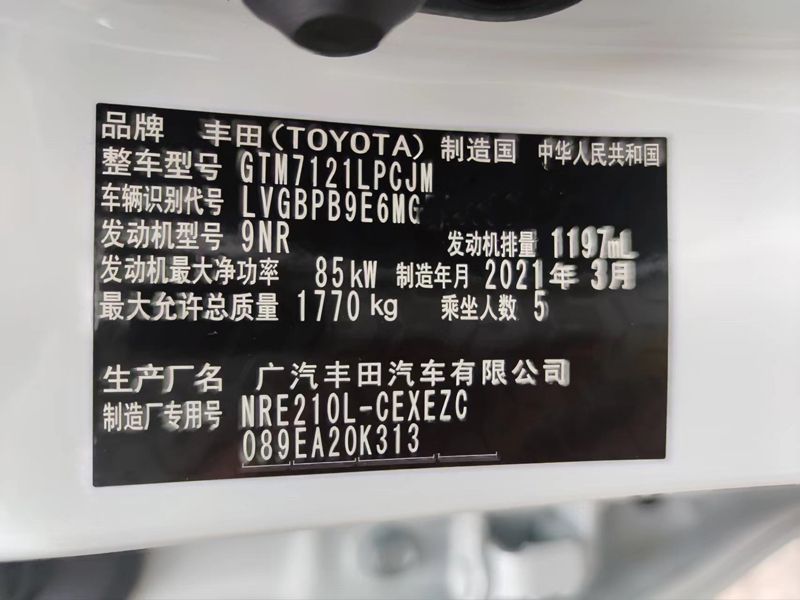 品牌 丰田(TOYOTA) 制造国 中华人民共和国
整车型号 GTM7121LPCJM
车辆识别代号 LVGBPB9E6MG
发动机型号 9NR 发动机排量 1197mL
发动机最大净功率 85kW 制造年月 2021年 3月
最大允许总质量 1770kg 乘坐人数 5
生产厂名 广汽丰田汽车有限公司
制造厂专用号 NRE210L-CEXEZC
089EA20K313